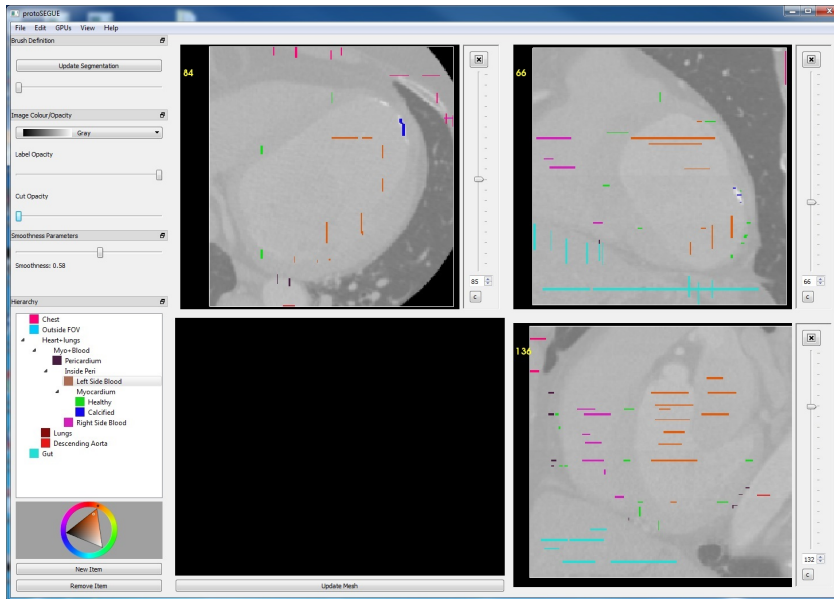 protoSEGUE
File Edit GPUs View Help
Brush Definition
Update Segmentation
Image Colour/Opacity
Gray
Label Opacity
Cut Opacity
Smoothness Parameters
Smoothness: 0.58
Hierarchy
Chest
Outside FOV
Heart+lungs
Myo+Blood
Pericardium
Inside Peri
Left Side Blood
Myocardium
Healthy
Calcified
Right Side Blood
Lungs
Descending Aorta
Gut
New Item
Remove Item
84
85
c
66
66
c
Update Mesh
136
132
c